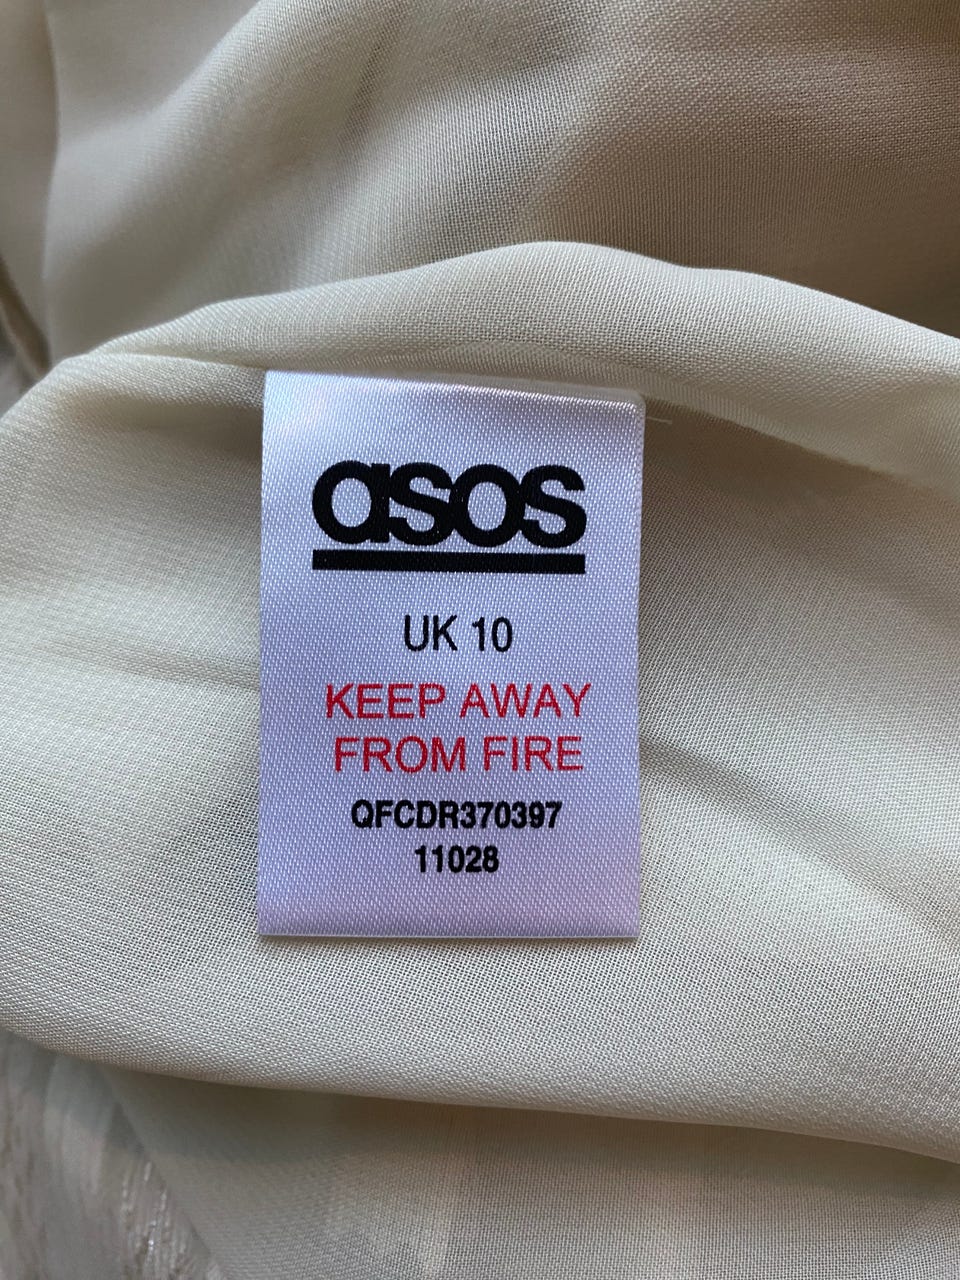 asos
UK 10
KEEP AWAY
FROM FIRE
QFCDR370397
11028